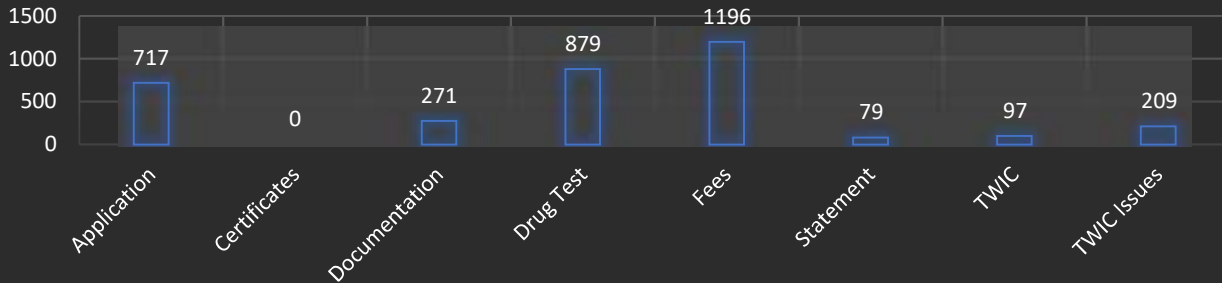 1500
1000
500
0
717
0
271
879
1196
79
97
209
Application
Certificates
Documentation
Drug Test
Fees
Statement
TWIC
TWIC Issues